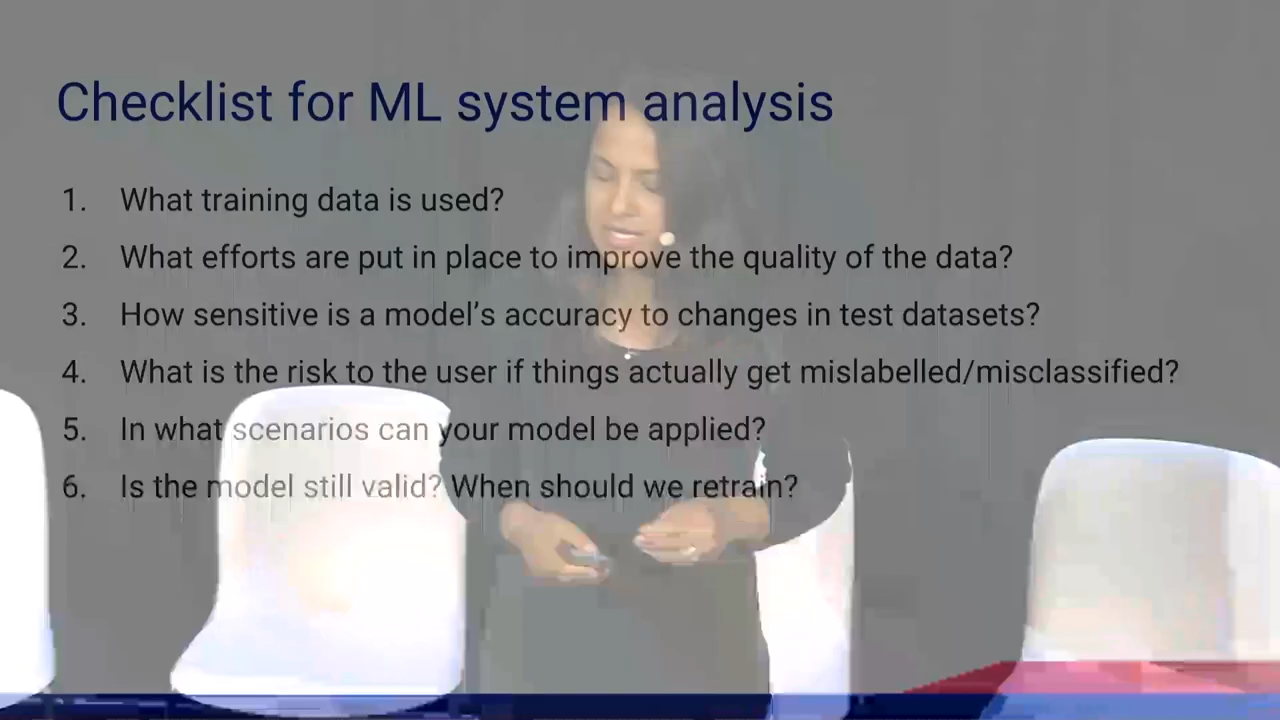 Checklist for ML system analysis
1. What training data is used?
2. What efforts are put in place to improve the quality of the data?
3. How sensitive is a model’s accuracy to changes in test datasets?
4. What is the risk to the user if things actually get mislabelled/misclassified?
5. In what scenarios can your model be applied?
6. Is the model still valid? When should we retrain?